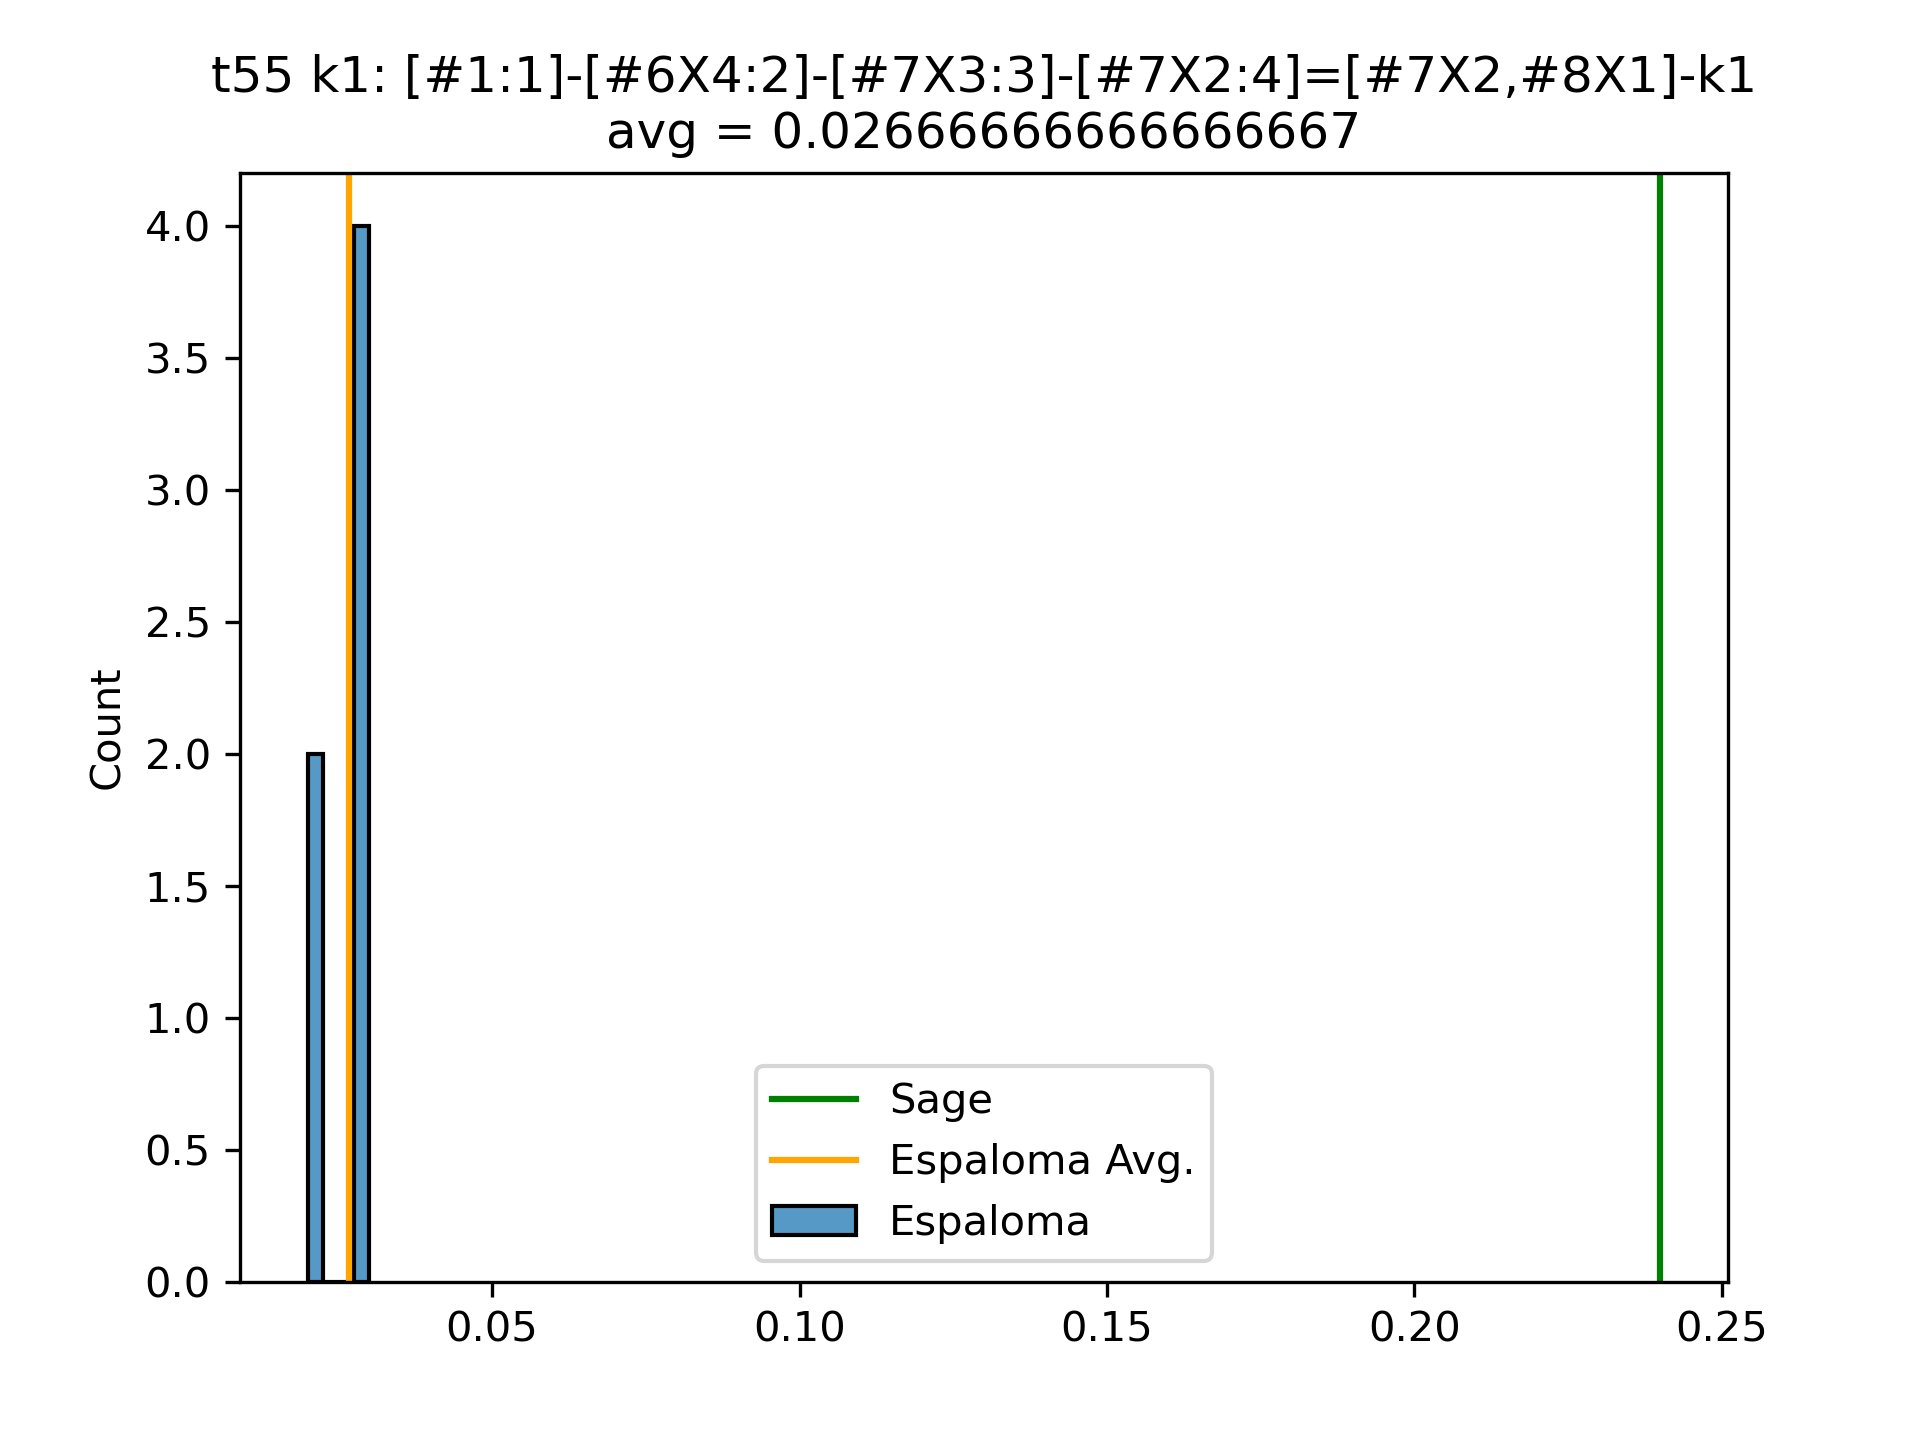 t55 k1: [#1:1]-[#6X4:2]-[#7X3:3]-[#7X2:4]=[#7X2,#8X1]-k1
avg = 0.02666666666666667
4.0
3.5
3.0
2.5
2.0
1.5
1.0
0.5
0.0
Count
Sage
Espaloma Avg.
Espaloma
0.05 0.10 0.15 0.20 0.25